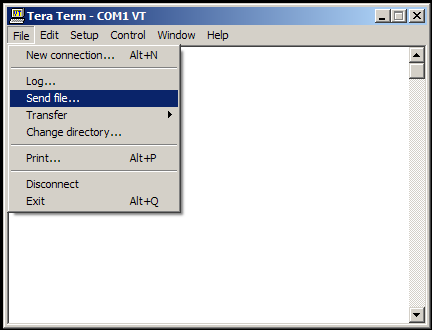 VT
Tera Term - COM1 VT
File Edit Setup Control Window Help
New connection... Alt+N
Log...
Send file...
Transfer
Change directory...
Print... Alt+P
Disconnect
Exit Alt+Q